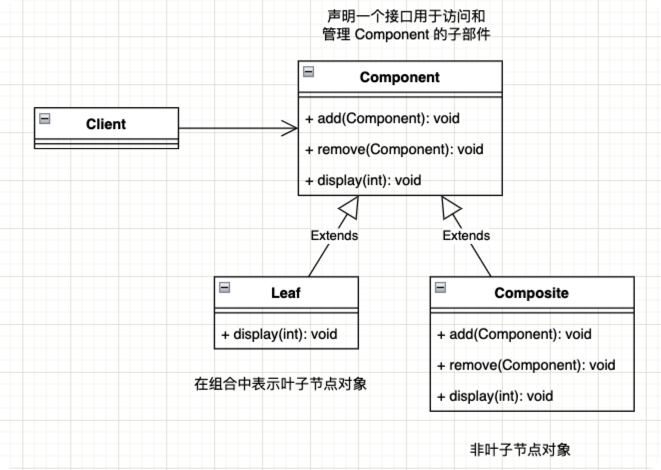 声明一个接口用于访问和
管理 Component 的子部件
Component
+ add(Component): void
+ remove(Component): void
+ display(int): void
Client
Extends
Extends
Leaf
+ display(int): void
在组合中表示叶子节点对象
Composite
+ add(Component): void
+ remove(Component): void
+ display(int): void
非叶子节点对象